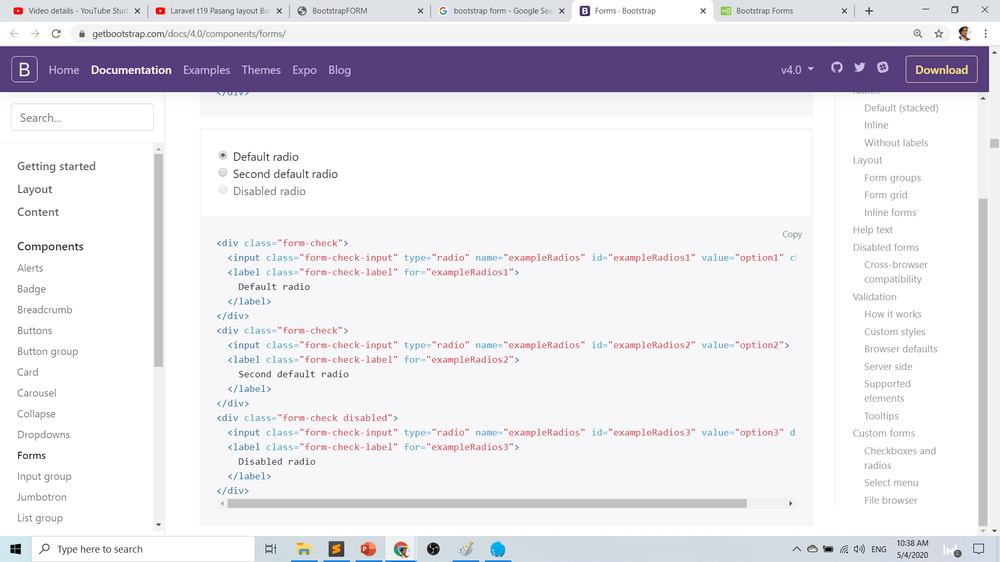 Video details - YouTube Stud
Laravel t19 Pasang layout Boo
BootstrapFORM
bootstrap form - Google Sea
Forms · Bootstrap
Bootstrap Forms
getbootstrap.com/docs/4.0/components/forms/
B
Home
Documentation
Examples
Themes
Expo
Blog
v4.0
Download
Search...
Getting started
Layout
Content
Components
Alerts
Badge
Breadcrumb
Buttons
Button group
Card
Carousel
Collapse
Dropdowns
Forms
Input group
Jumbotron
List group
</div>
Default radio
Second default radio
Disabled radio
Copy
<div class="form-check">
<input class="form-check-input" type="radio" name="exampleRadios" id="exampleRadios1" value="option1" ch
<label class="form-check-label" for="exampleRadios1">
Default radio
</label>
</div>
<div class="form-check">
<input class="form-check-input" type="radio" name="exampleRadios" id="exampleRadios2" value="option2">
<label class="form-check-label" for="exampleRadios2">
Second default radio
</label>
</div>
<div class="form-check disabled">
<input class="form-check-input" type="radio" name="exampleRadios" id="exampleRadios3" value="option3" d
<label class="form-check-label" for="exampleRadios3">
Disabled radio
</label>
</div>
radios
Default (stacked)
Inline
Without labels
Layout
Form groups
Form grid
Inline forms
Help text
Disabled forms
Cross-browser
compatibility
Validation
How it works
Custom styles
Browser defaults
Server side
Supported
elements
Tooltips
Custom forms
Checkboxes and
radios
Select menu
File browser
Type here to search
ENG
10:38 AM
5/4/2020
2